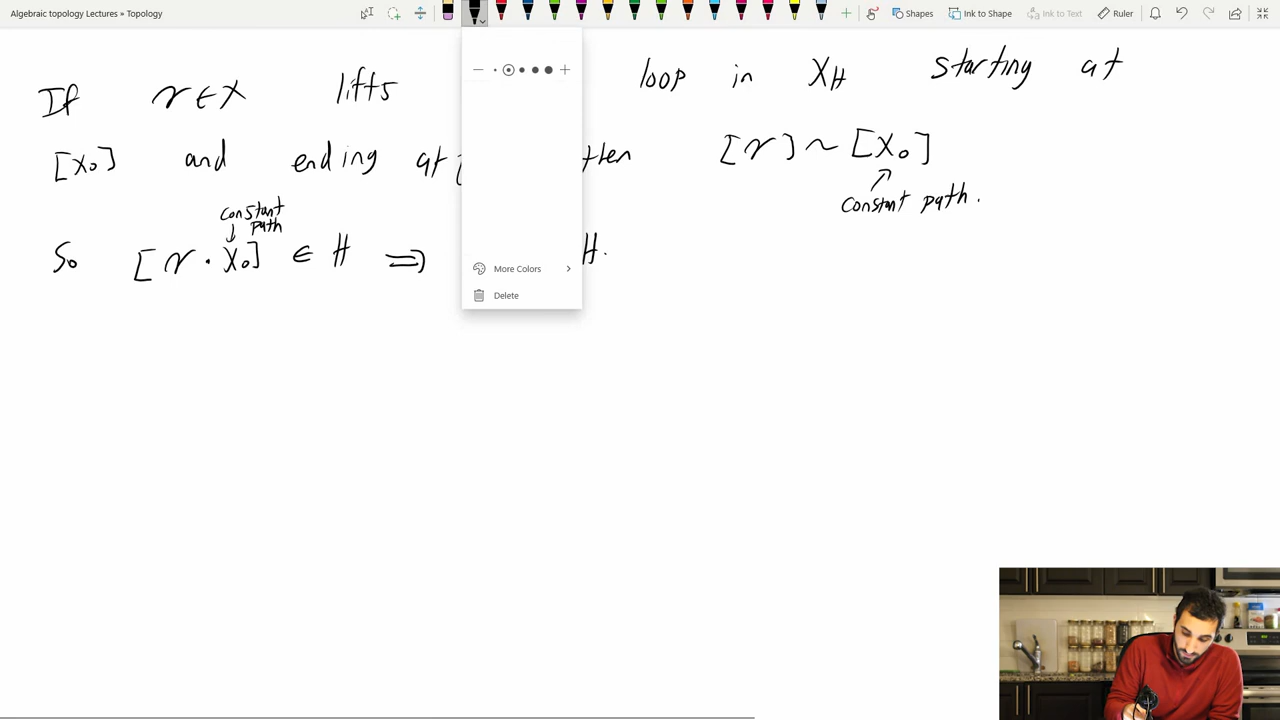 Algebraic topology Lectures » Topology
Shapes Ink to Shape Ink to Text Ruler
If γ ∈ X lifts loop in X_H starting at
[x₀] and ending at [ then [γ] ~ [x₀]
constant path.
constant path
So [γ · x₀] ∈ H ⟹ H.
More Colors
Delete